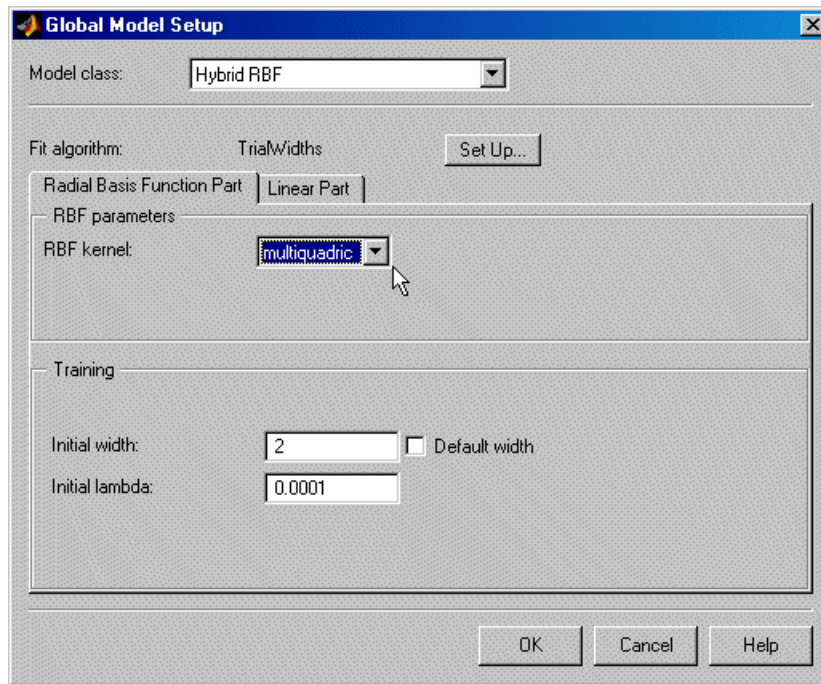 Global Model Setup
Model class: Hybrid RBF
Fit algorithm: TrialWidths Set Up...
Radial Basis Function Part Linear Part
RBF parameters
RBF kernel: multiquadric
Training
Initial width: 2 Default width
Initial lambda: 0.0001
OK Cancel Help